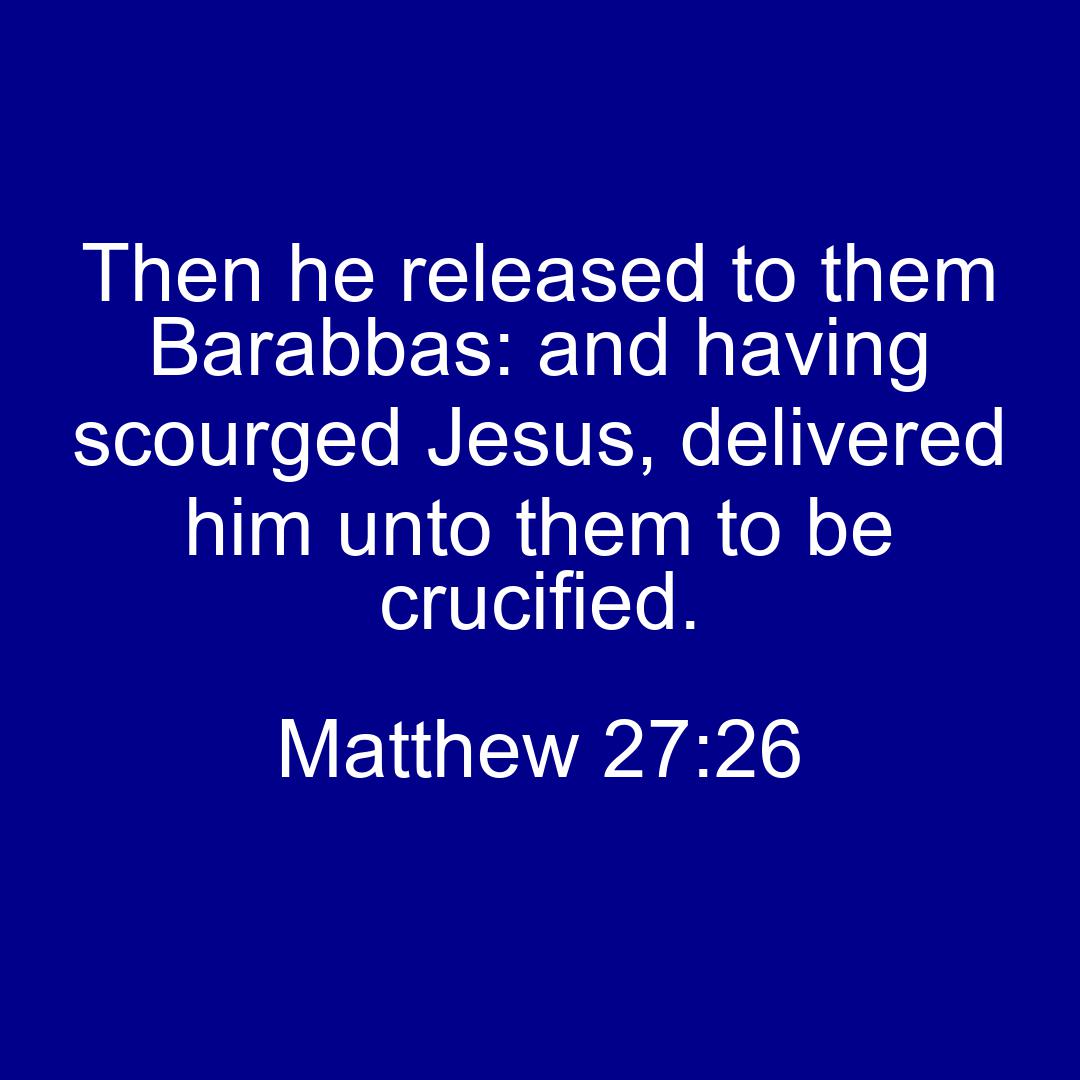 Then he released to them
Barabbas: and having
scourged Jesus, delivered
him unto them to be
crucified.
Matthew 27:26